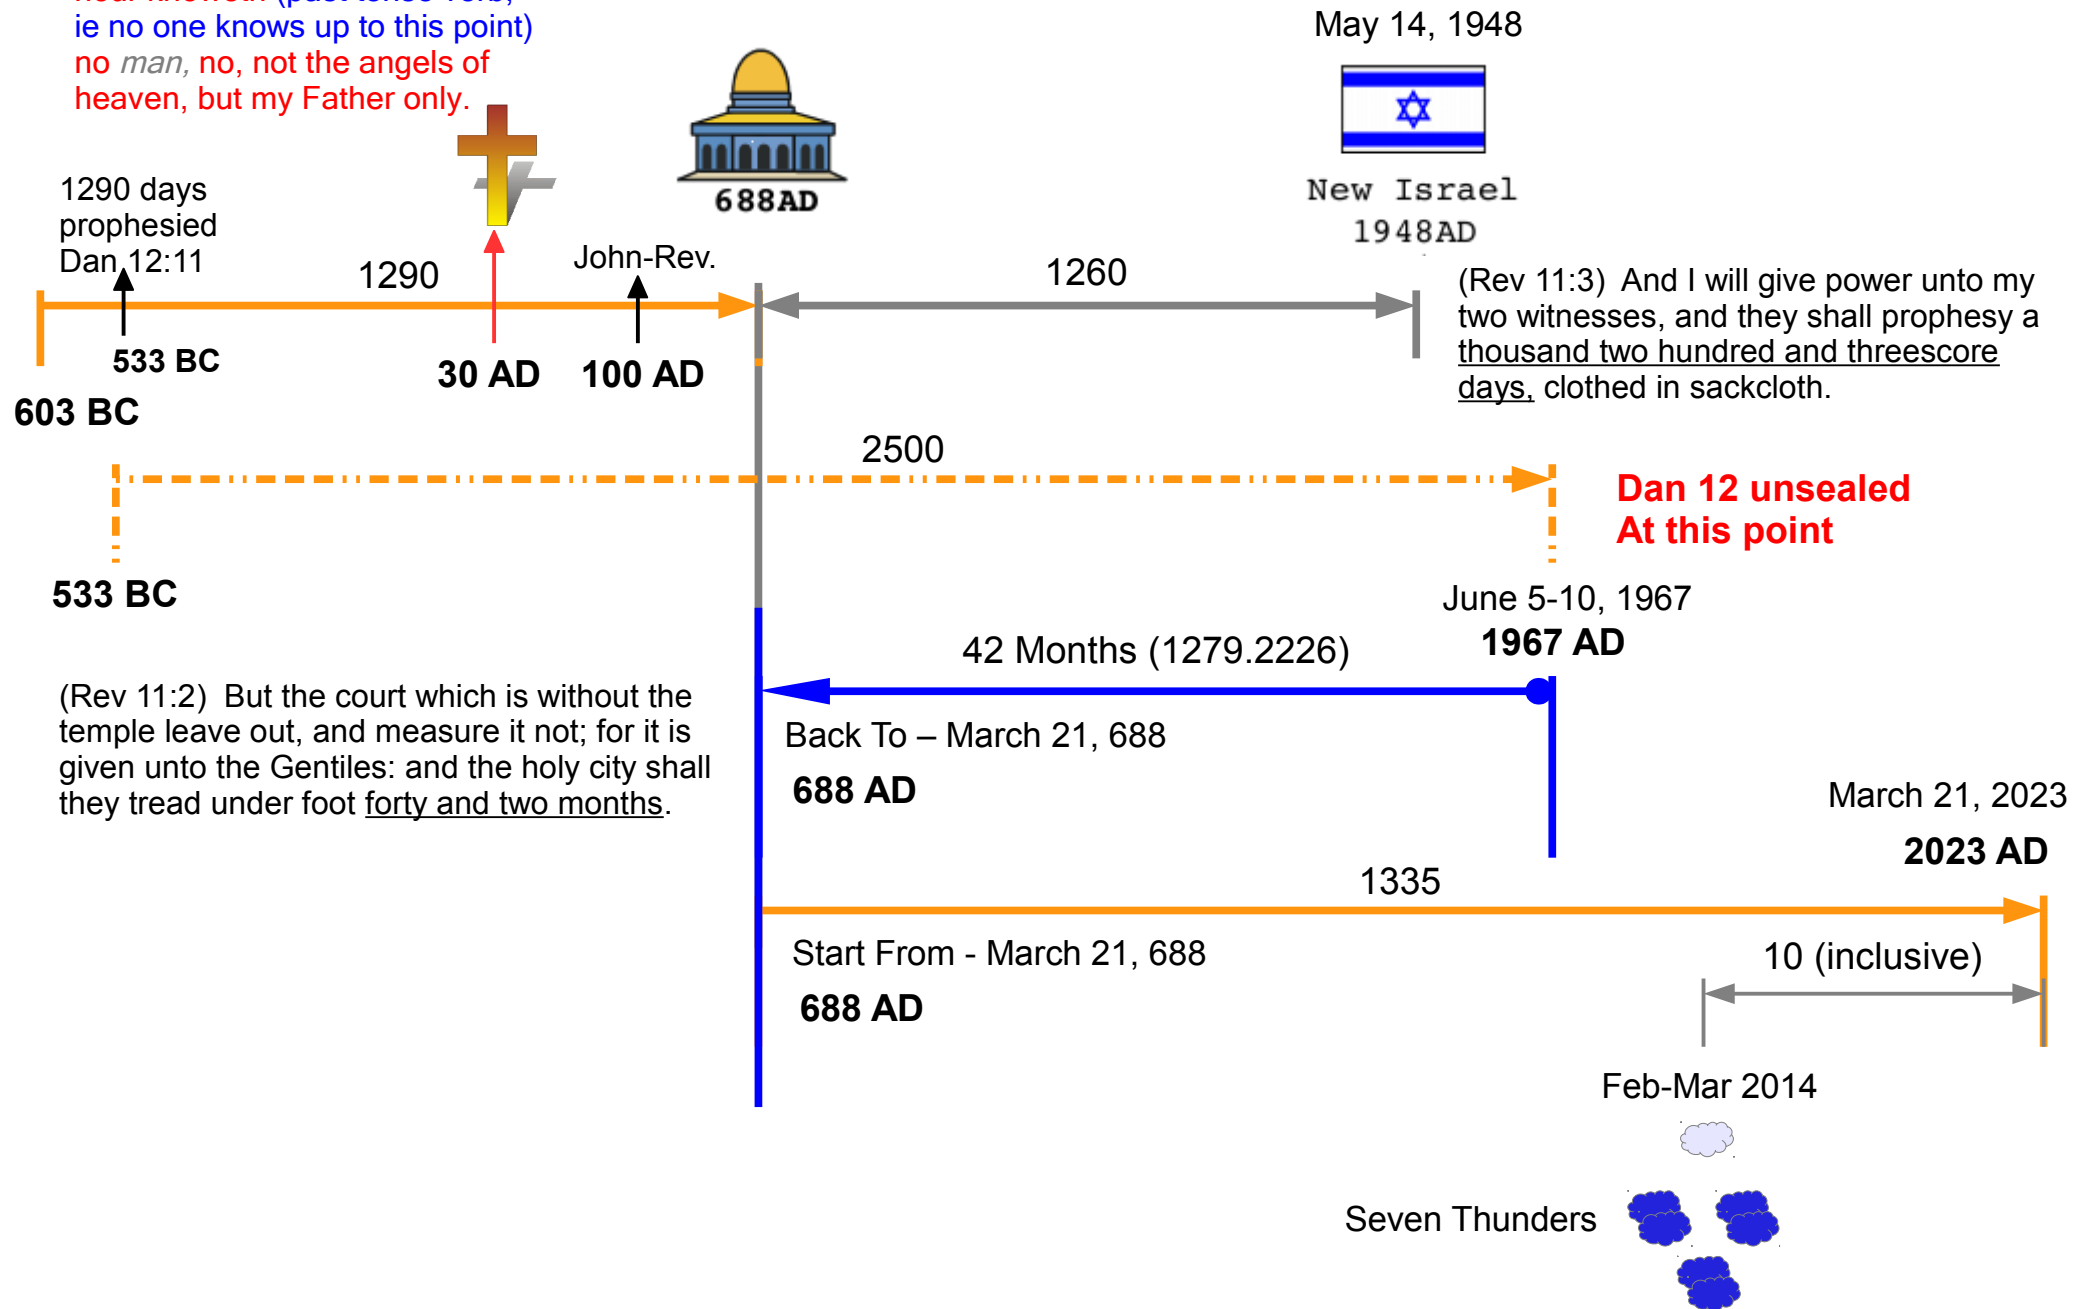 ie no one knows up to this point)
no man, no, not the angels of
heaven, but my Father only.
May 14, 1948
New Israel
1948AD
688AD
1290 days
prophesied
Dan 12:11
1290
John-Rev.
1260
533 BC
30 AD
100 AD
603 BC
(Rev 11:3) And I will give power unto my
two witnesses, and they shall prophesy a
thousand two hundred and threescore
days, clothed in sackcloth.
2500
Dan 12 unsealed
At this point
533 BC
June 5-10, 1967
1967 AD
42 Months (1279.2226)
(Rev 11:2) But the court which is without the
temple leave out, and measure it not; for it is
given unto the Gentiles: and the holy city shall
they tread under foot forty and two months.
Back To – March 21, 688
688 AD
March 21, 2023
2023 AD
1335
Start From - March 21, 688
688 AD
10 (inclusive)
Feb-Mar 2014
Seven Thunders